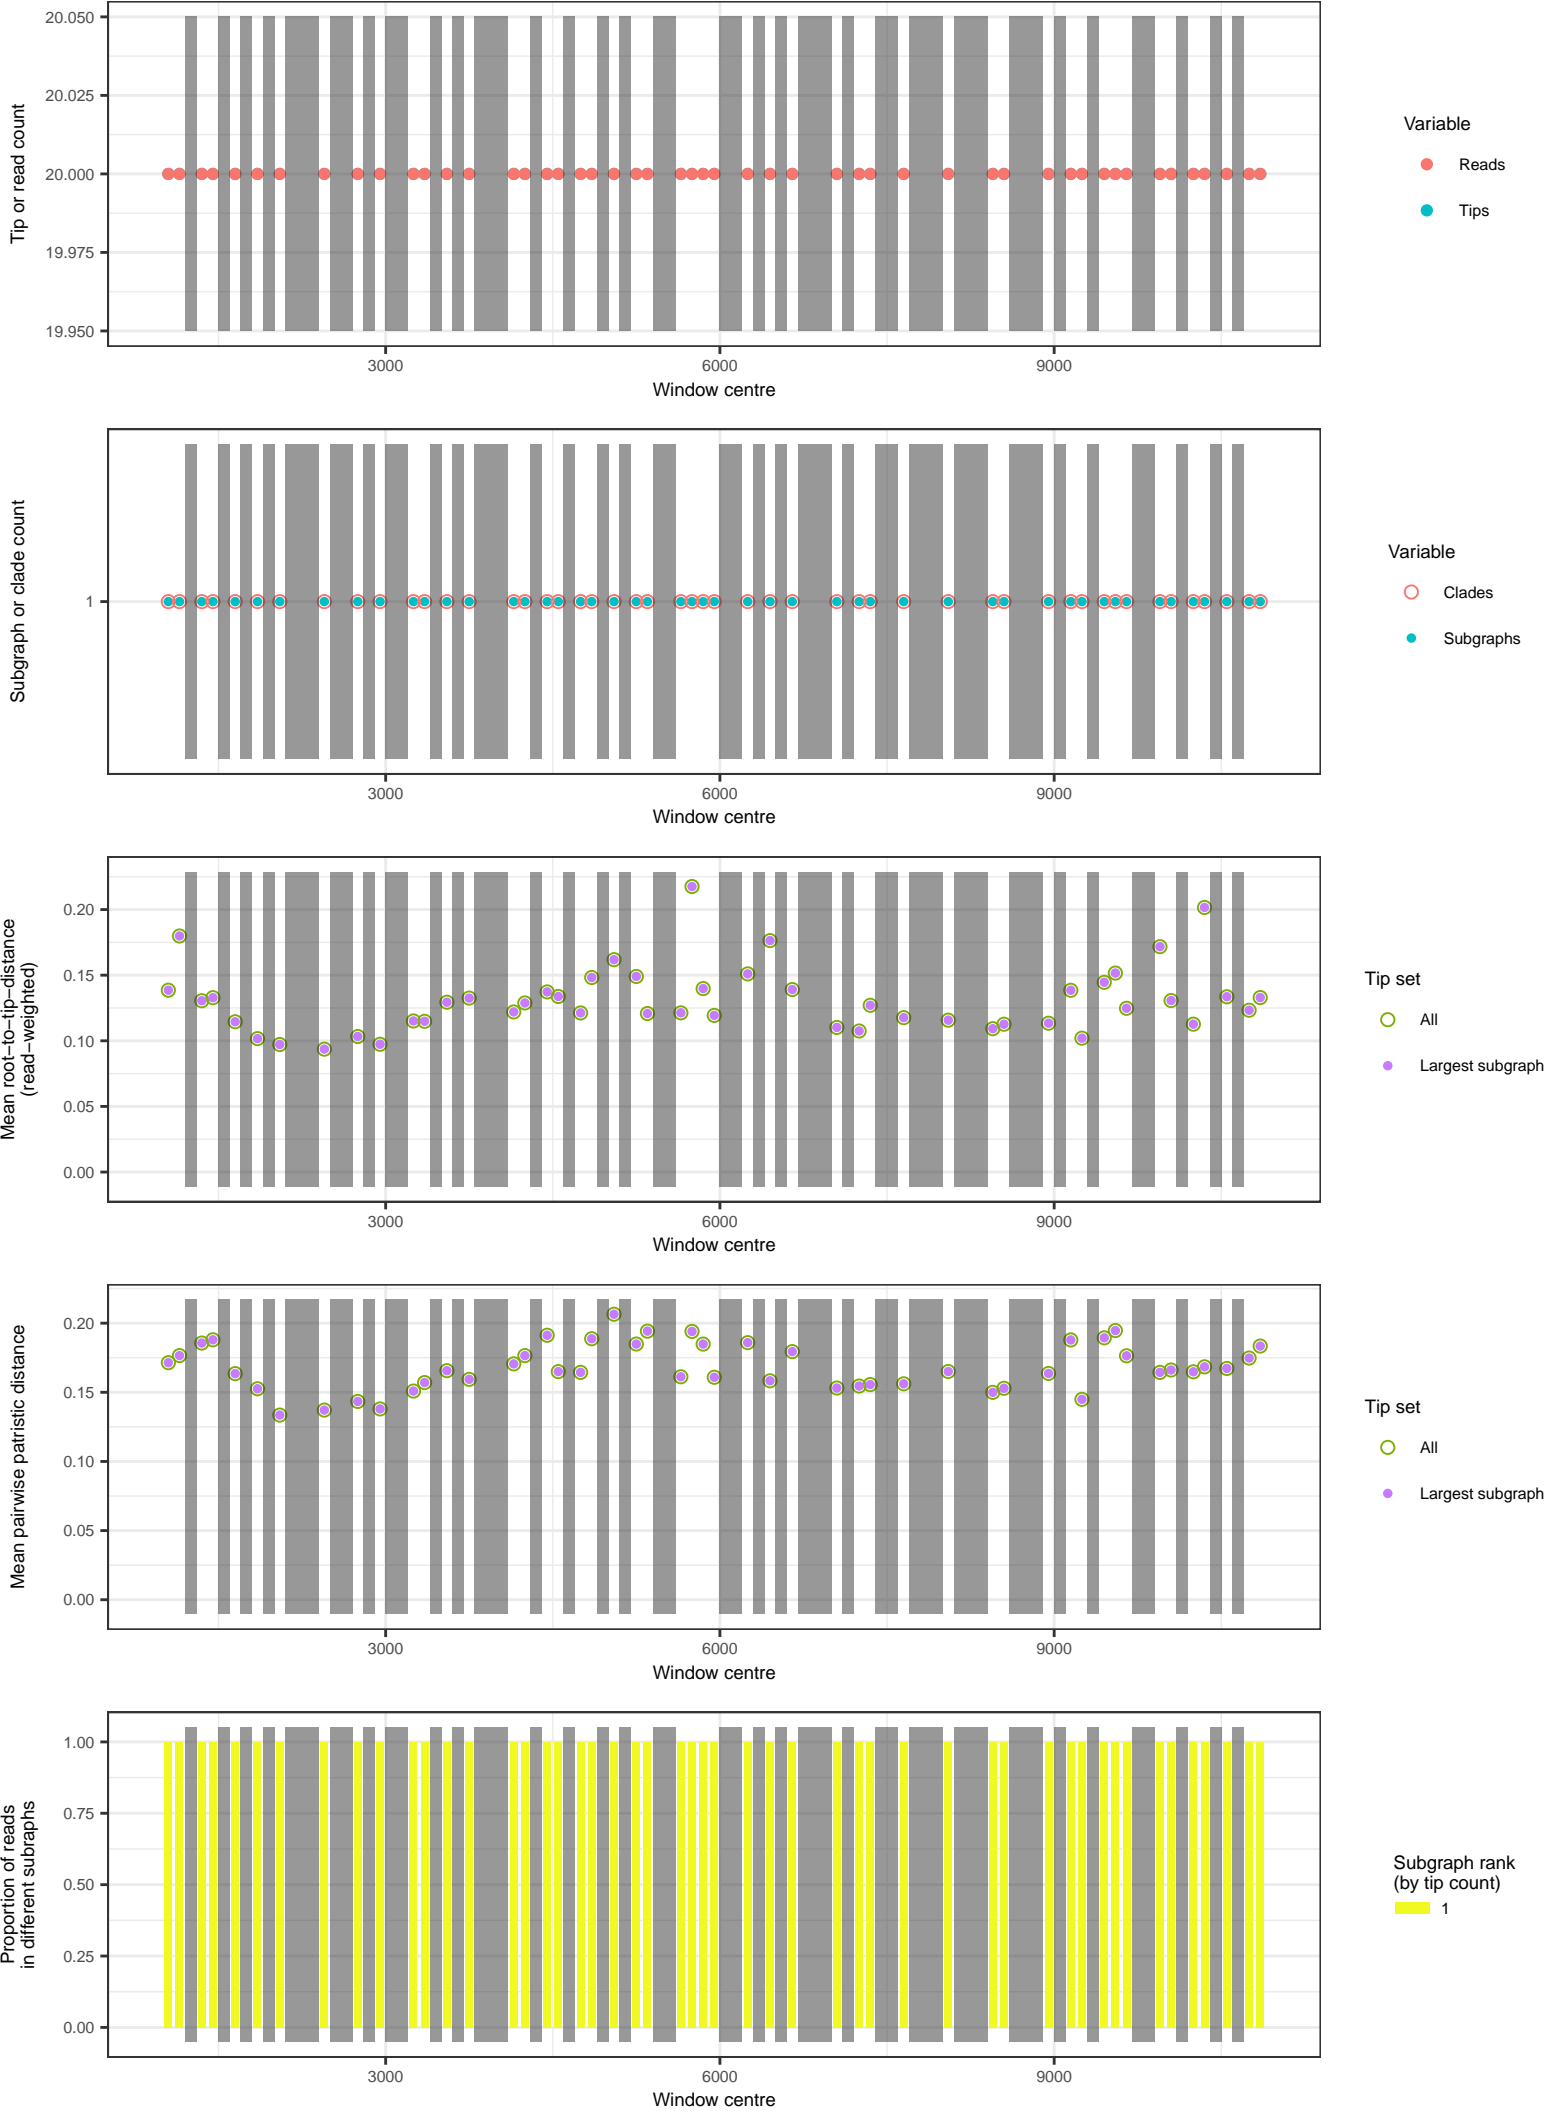 20.050
20.025
20.000
19.975
19.950
Tip or read count
3000
6000
9000
Window centre
Variable
Reads
Tips
1
Subgraph or clade count
3000
6000
9000
Window centre
Variable
Clades
Subgraphs
0.20
0.15
0.10
0.05
0.00
Mean root−to−tip−distance
(read−weighted)
3000
6000
9000
Window centre
Tip set
All
Largest subgraph
0.20
0.15
0.10
0.05
0.00
Mean pairwise patristic distance
3000
6000
9000
Window centre
Tip set
All
Largest subgraph
1.00
0.75
0.50
0.25
0.00
Proportion of reads
in different subraphs
3000
6000
9000
Window centre
Subgraph rank
(by tip count)
1